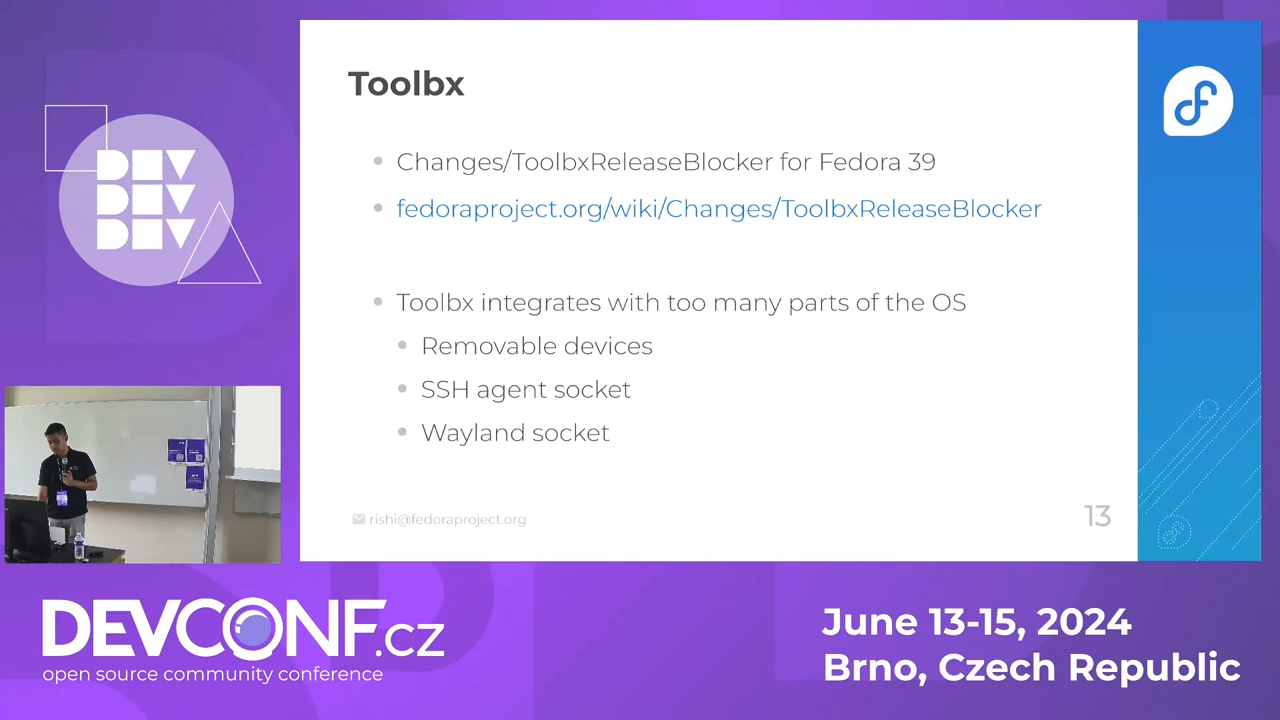 DEV
DEV
DEV
Toolbx
Changes/ToolbxReleaseBlocker for Fedora 39
fedoraproject.org/wiki/Changes/ToolbxReleaseBlocker
Toolbx integrates with too many parts of the OS
Removable devices
SSH agent socket
Wayland socket
rishi@fedoraproject.org
13
DEVCONF.cz
open source community conference
June 13-15, 2024
Brno, Czech Republic